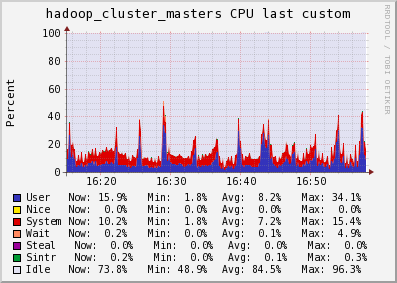 hadoop_cluster_masters CPU last custom
RRDTOOL / TOBI OETIKER
Percent
100
80
60
40
20
0
16:20 16:30 16:40 16:50
User Now: 15.9% Min: 1.8% Avg: 8.2% Max: 34.1%
Nice Now: 0.0% Min: 0.0% Avg: 0.0% Max: 0.0%
System Now: 10.2% Min: 1.8% Avg: 7.2% Max: 15.4%
Wait Now: 0.2% Min: 0.0% Avg: 0.1% Max: 4.9%
Steal Now: 0.0% Min: 0.0% Avg: 0.0% Max: 0.0%
Sintr Now: 0.2% Min: 0.0% Avg: 0.1% Max: 0.3%
Idle Now: 73.8% Min: 48.9% Avg: 84.5% Max: 96.3%